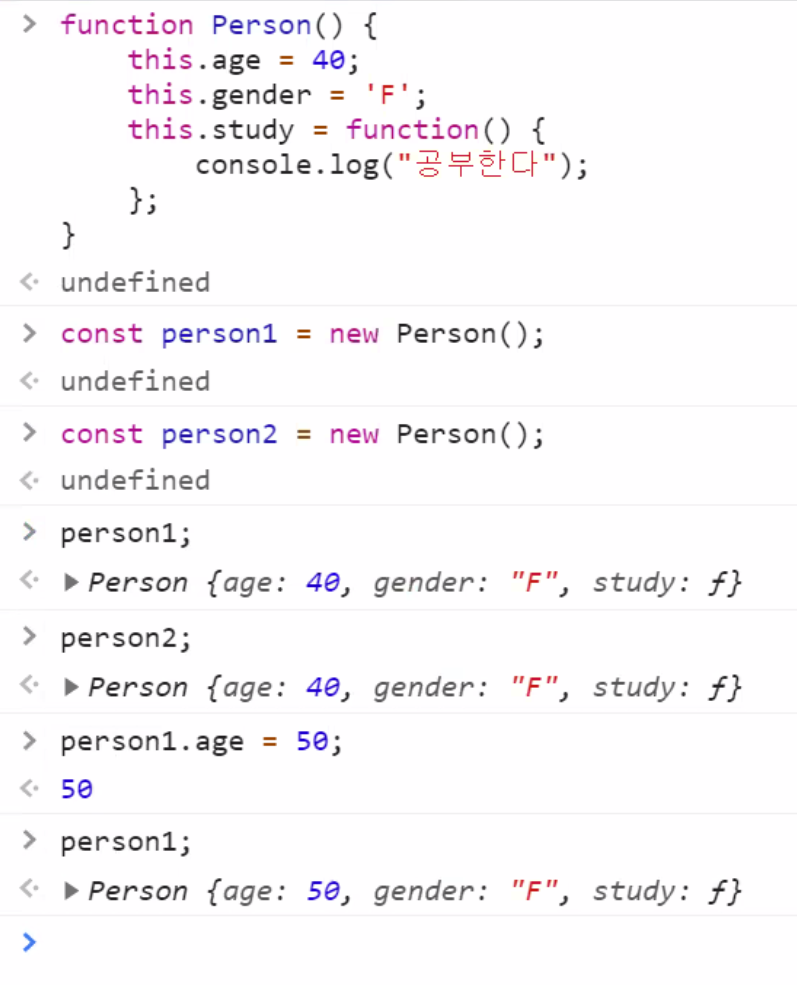 > function Person() {
    this.age = 40;
    this.gender = 'F';
    this.study = function() {
        console.log("공부한다");
    };
}
undefined
> const person1 = new Person();
undefined
> const person2 = new Person();
undefined
> person1;
▶Person {age: 40, gender: "F", study: ƒ}
> person2;
▶Person {age: 40, gender: "F", study: ƒ}
> person1.age = 50;
50
> person1;
▶Person {age: 50, gender: "F", study: ƒ}
>